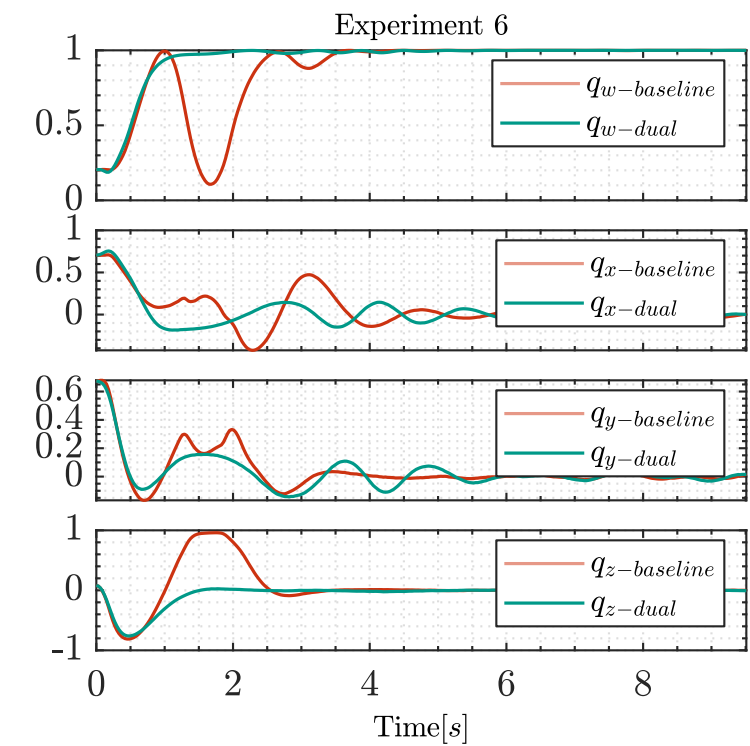 Experiment 6
1
0.5
0
q_{w-baseline}
q_{w-dual}
1
0.5
0
q_{x-baseline}
q_{x-dual}
0.6
0.4
0.2
0
q_{y-baseline}
q_{y-dual}
1
0
-1
q_{z-baseline}
q_{z-dual}
0 2 4 6 8
Time[s]